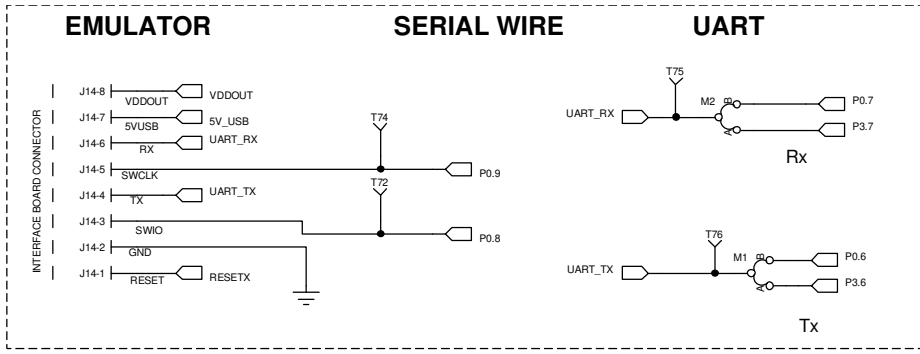 EMULATOR
SERIAL WIRE
UART
INTERFACE BOARD CONNECTOR
J14-8 VDDOUT VDDOUT
J14-7 5VUSB 5V_USB
J14-6 RX UART_RX
J14-5 SWCLK T74 P0.9
J14-4 TX UART_TX
J14-3 SWIO T72 P0.8
J14-2 GND
J14-1 RESET RESETX
T75
UART_RX M2 B P0.7
A P3.7
Rx
T76
UART_TX M1 B P0.6
A P3.6
Tx